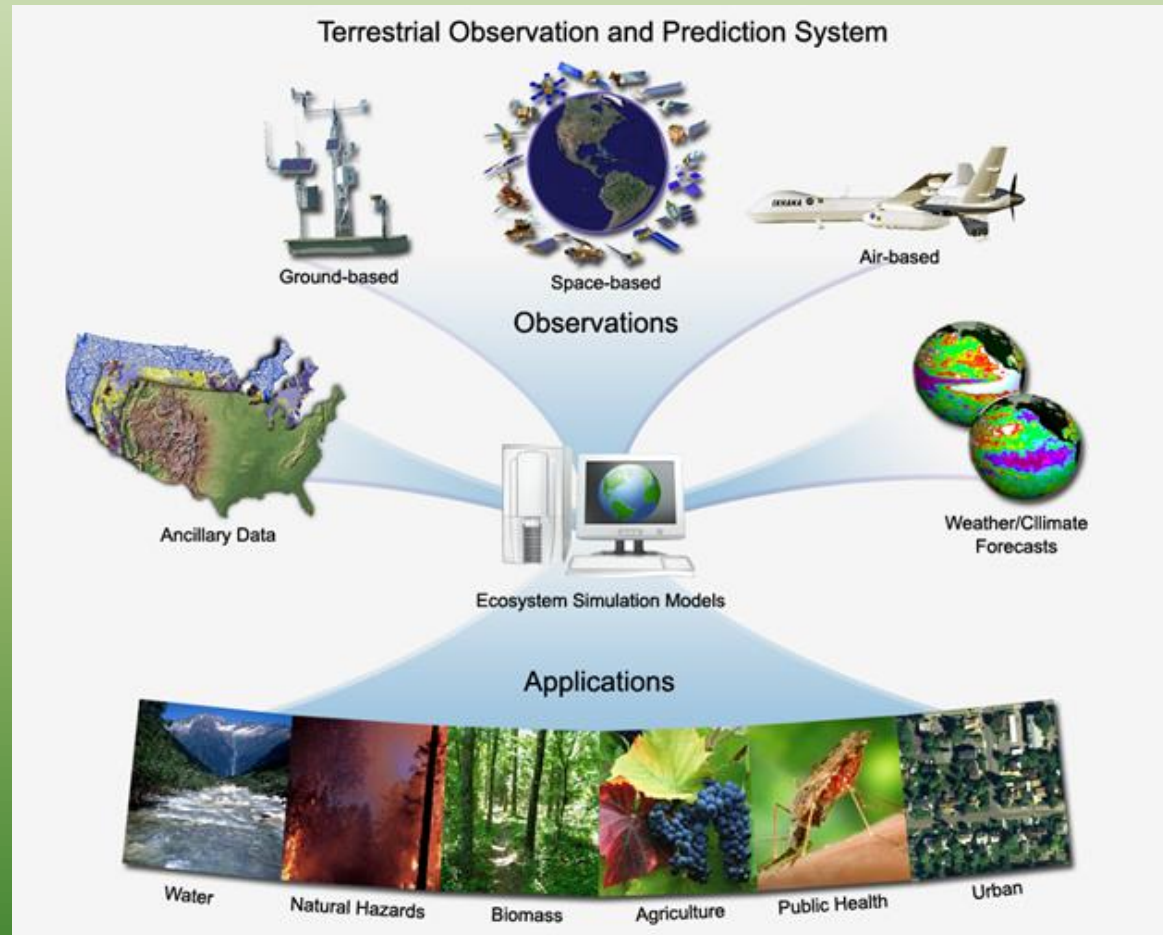 Terrestrial Observation and Prediction System
IKHANA
Ground-based
Space-based
Air-based
Observations
Ancillary Data
Weather/Cllimate
Forecasts
Ecosystem Simulation Models
Applications
Water
Natural Hazards
Biomass
Agriculture
Public Health
Urban